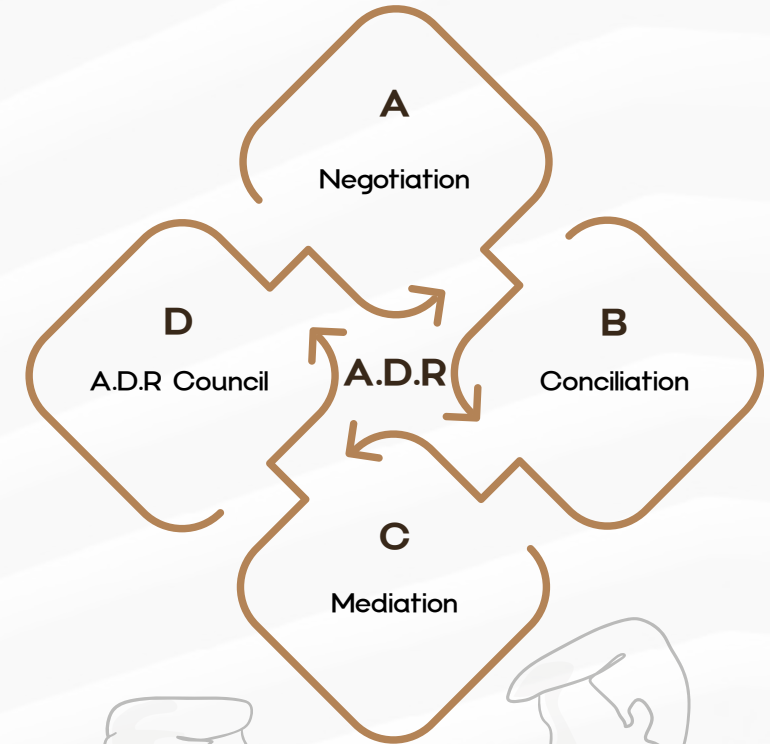 A
Negotiation
D
A.D.R Council
A.D.R
B
Conciliation
C
Mediation